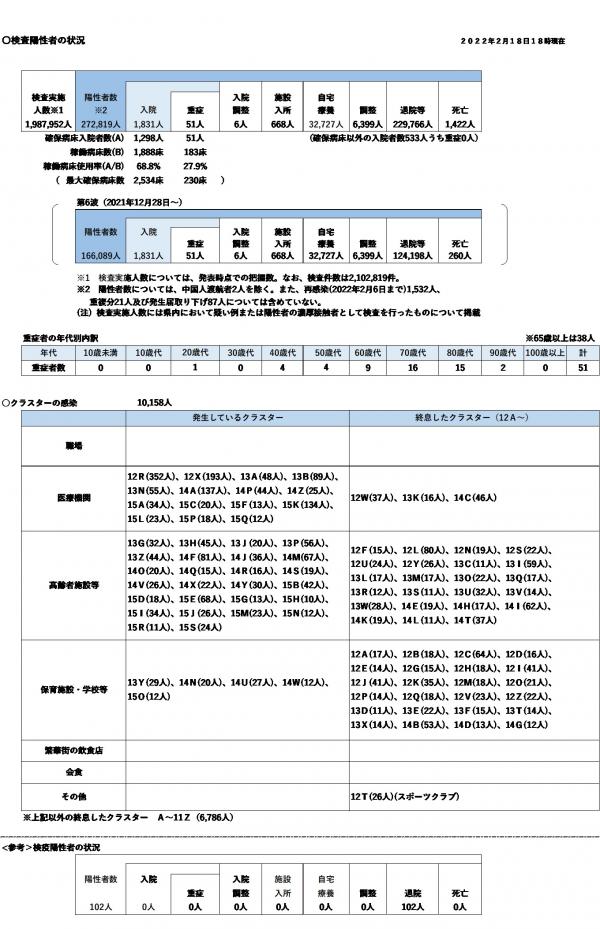 〇検査陽性者の状況
２０２２年２月１８日１８時現在
検査実施人数※1 陽性者数※2 入院 重症 入院調整 施設入所 自宅療養 調整 退院等 死亡
1,987,952人 272,819人 1,831人 51人 6人 668人 32,727人 6,399人 229,766人 1,422人
確保病床入院者数(A) 1,298人 51人 (確保病床以外の入院者数533人うち重症0人)
稼働病床数(B) 1,888床 183床
稼働病床使用率(A/B) 68.8% 27.9%
( 最大確保病床数 2,534床 230床 )
第6波（2021年12月28日～）
陽性者数 入院 重症 入院調整 施設入所 自宅療養 調整 退院等 死亡
166,089人 1,831人 51人 6人 668人 32,727人 6,399人 124,198人 260人
※1 検査実施人数については、発表時点での把握数。なお、検査件数は2,102,819件。
※2 陽性者数については、中国人渡航者2人を除く。また、再感染(2022年2月6日まで)1,532人、
重複分21人及び発生届取り下げ87人については含めていない。
(注) 検査実施人数には県内において疑い例または陽性者の濃厚接触者として検査を行ったものについて掲載
重症者の年代別内訳
※65歳以上は38人
年代 10歳未満 10歳代 20歳代 30歳代 40歳代 50歳代 60歳代 70歳代 80歳代 90歳代 100歳以上 計
重症者数 0 0 1 0 4 4 9 16 15 2 0 51
〇クラスターの感染 10,158人
発生しているクラスター 終息したクラスター（12Ａ～）
職場
医療機関
12R(352人)、12X(193人)、13A(48人)、13B(89人)、
13N(55人)、14A(137人)、14P(44人)、14Z(25人)、
15A(34人)、15C(20人)、15F(13人)、15K(134人)、
15L(23人)、15P(18人)、15Q(12人)
12W(37人)、13K(16人)、14C(46人)
高齢者施設等
13G(32人)、13H(45人)、13J(20人)、13P(56人)、
13Z(44人)、14F(81人)、14J(36人)、14M(67人)、
14O(20人)、14Q(15人)、14R(16人)、14S(19人)、
14V(26人)、14X(22人)、14Y(30人)、15B(42人)、
15D(18人)、15E(68人)、15G(13人)、15H(10人)、
15I(34人)、15J(26人)、15M(23人)、15N(12人)、
15R(11人)、15S(24人)
12F(15人)、12L(80人)、12N(19人)、12S(22人)、
12U(24人)、12Y(26人)、13C(11人)、13I(59人)、
13L(17人)、13M(17人)、13O(22人)、13Q(17人)、
13R(12人)、13S(11人)、13U(32人)、13V(14人)、
13W(28人)、14E(19人)、14H(17人)、14I(62人)、
14K(19人)、14L(11人)、14T(37人)
保育施設・学校等
13Y(29人)、14N(20人)、14U(27人)、14W(12人)、
15O(12人)
12A(17人)、12B(18人)、12C(64人)、12D(16人)、
12E(14人)、12G(15人)、12H(18人)、12I(41人)、
12J(41人)、12K(35人)、12M(18人)、12O(21人)、
12P(14人)、12Q(18人)、12V(23人)、12Z(22人)、
13D(11人)、13E(22人)、13F(15人)、13T(14人)、
13X(14人)、14B(53人)、14D(13人)、14G(12人)
繁華街の飲食店
会食
その他
12T(26人)(スポーツクラブ)
※上記以外の終息したクラスター Ａ～11Z（6,786人）
<参考>検疫陽性者の状況
陽性者数 入院 重症 入院調整 施設入所 自宅療養 調整 退院 死亡
102人 0人 0人 0人 0人 0人 0人 102人 0人